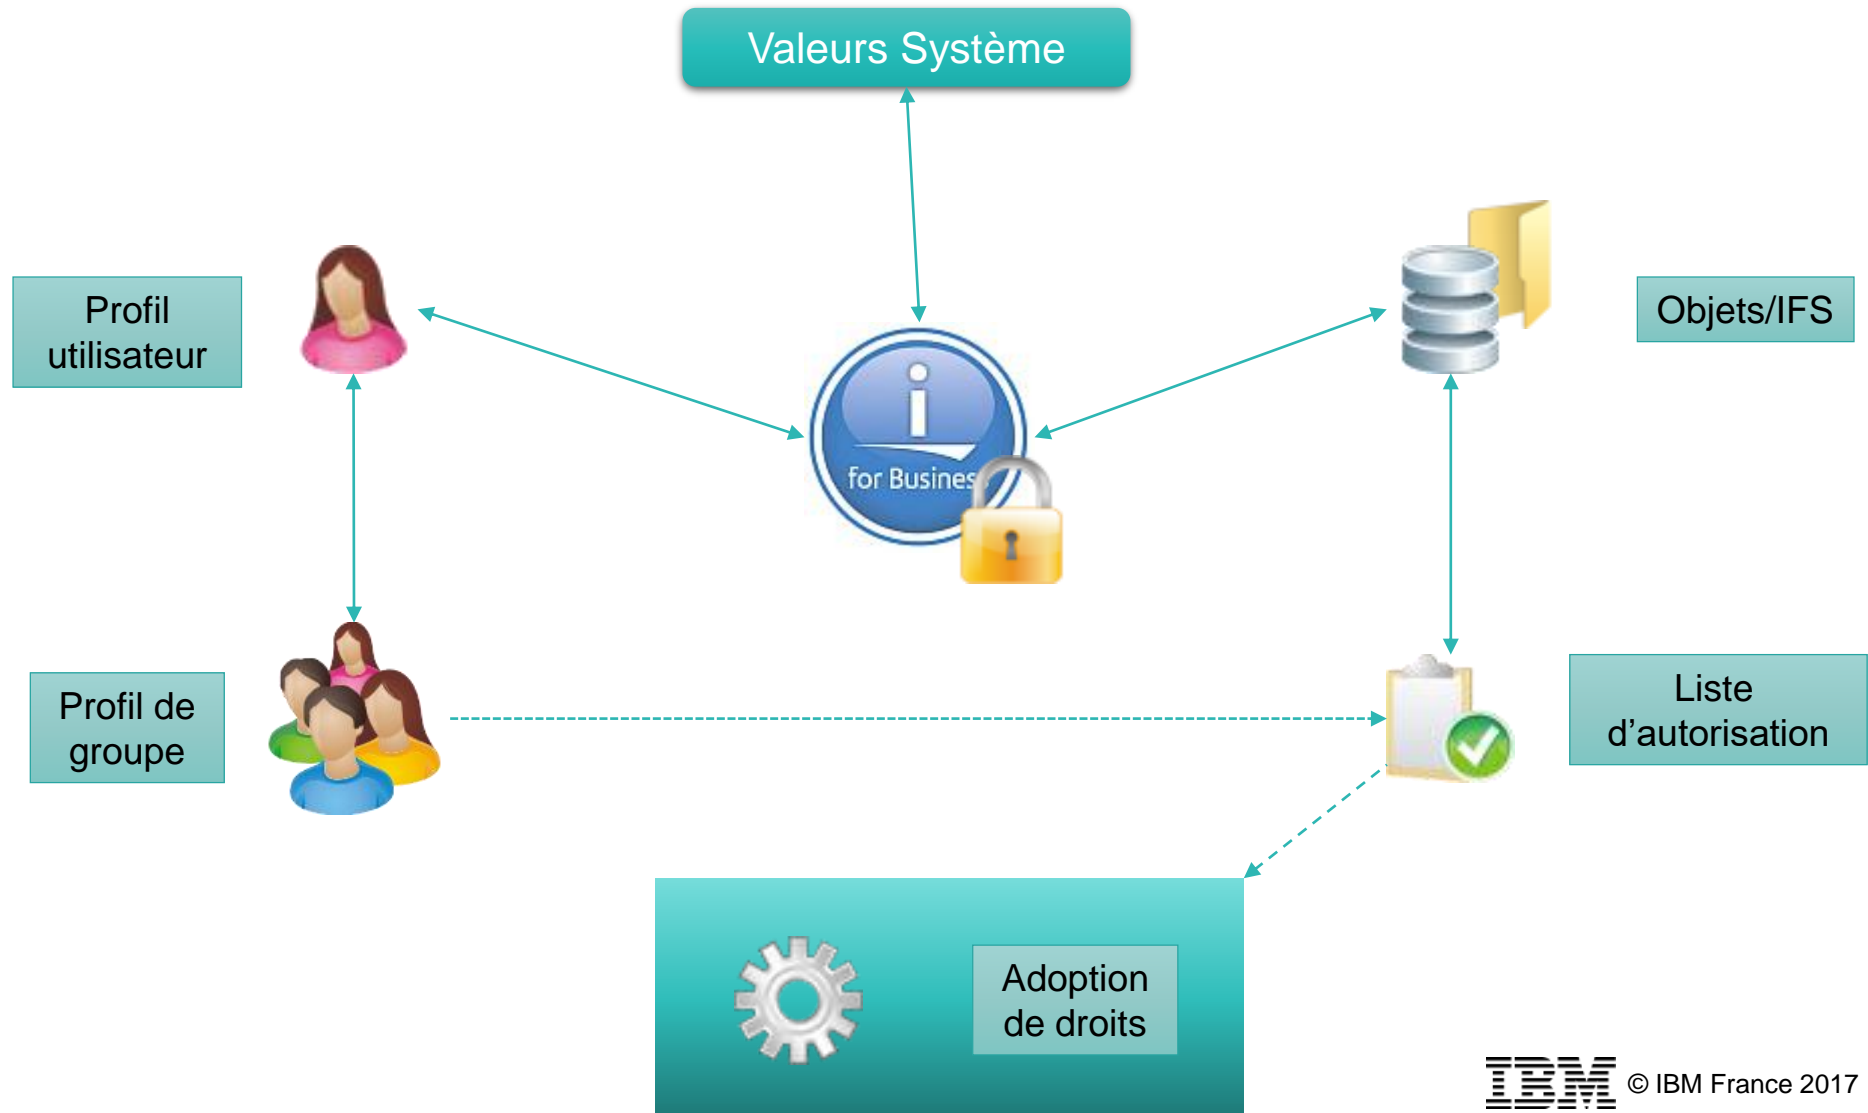 Valeurs Système
Profil
utilisateur
Objets/IFS
i
for Business
Profil de
groupe
Liste
d’autorisation
Adoption
de droits
IBM © IBM France 2017